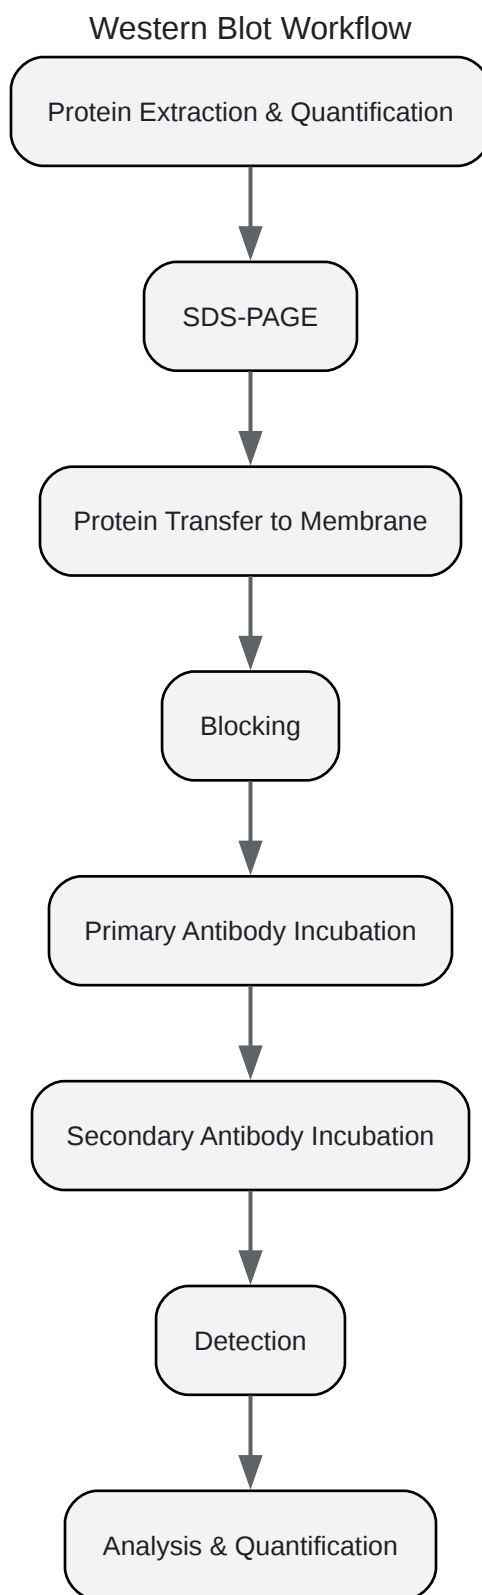 Western Blot Workflow
Protein Extraction & Quantification
SDS-PAGE
Protein Transfer to Membrane
Blocking
Primary Antibody Incubation
Secondary Antibody Incubation
Detection
Analysis & Quantification